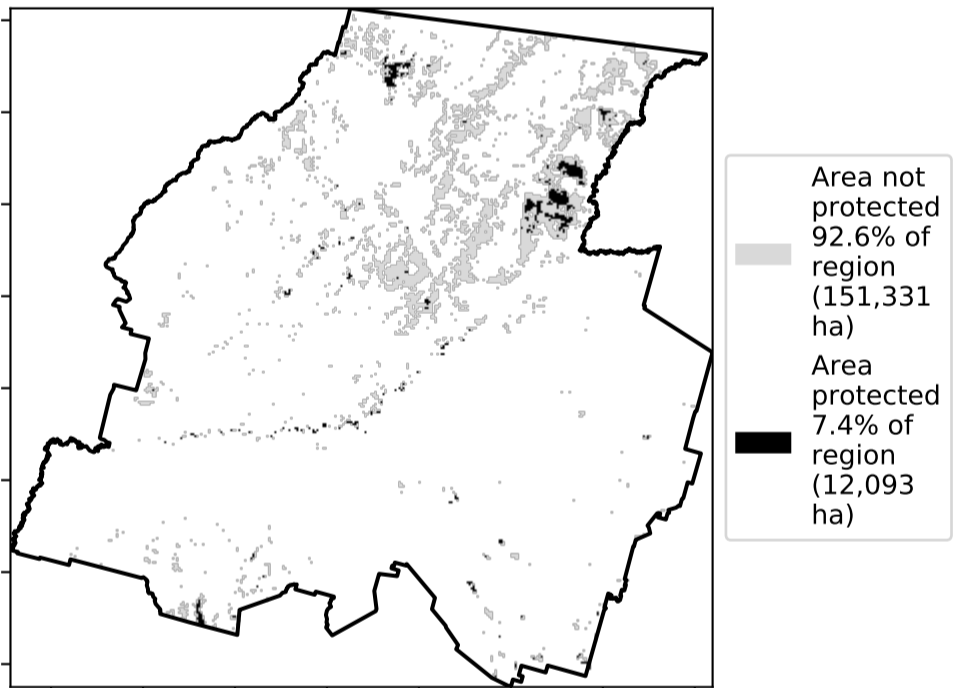 Area not
protected
92.6% of
region
(151,331
ha)
Area
protected
7.4% of
region
(12,093
ha)